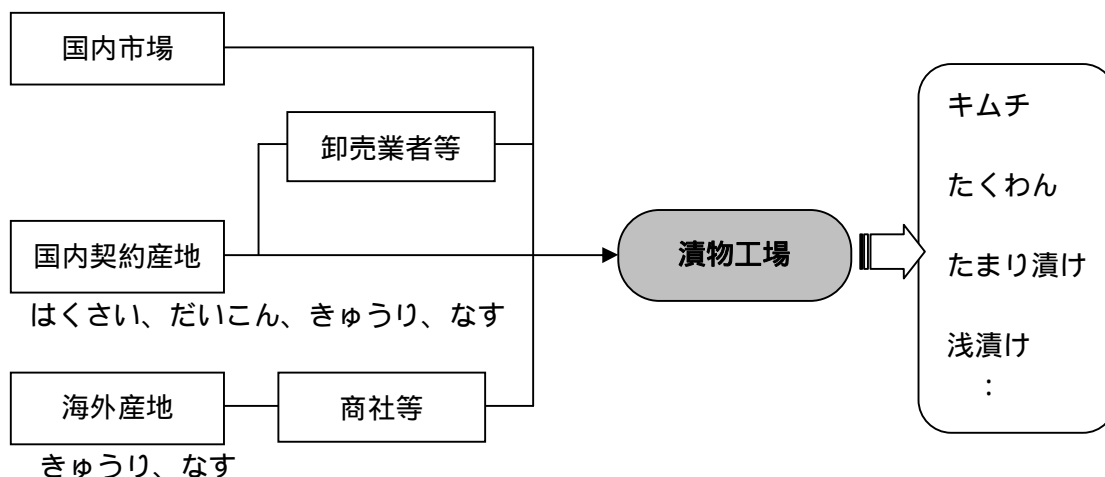 国内市場
卸売業者等
国内契約産地
はくさい、だいこん、きゅうり、なす
海外産地
商社等
きゅうり、なす
漬物工場
キムチ
たくわん
たまり漬け
浅漬け
：